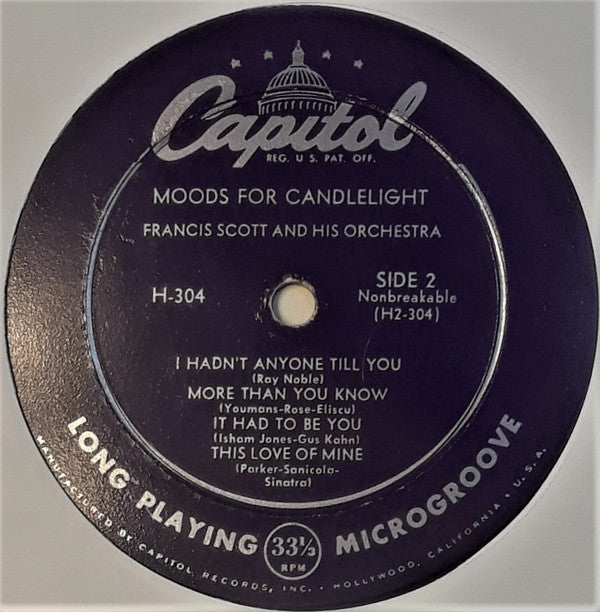 Capitol
REG. U. S. PAT. OFF.
MOODS FOR CANDLELIGHT
FRANCIS SCOTT AND HIS ORCHESTRA
H-304
SIDE 2
Nonbreakable
(H2-304)
I HADN'T ANYONE TILL YOU
(Ray Noble)
MORE THAN YOU KNOW
(Youmans-Rose-Eliscu)
IT HAD TO BE YOU
(Isham Jones-Gus Kahn)
THIS LOVE OF MINE
(Parker-Sanicola-
Sinatra)
LONG PLAYING 33⅓ RPM MICROGROOVE
MANUFACTURED BY CAPITOL RECORDS, INC. • HOLLYWOOD, CALIFORNIA • U.S.A.